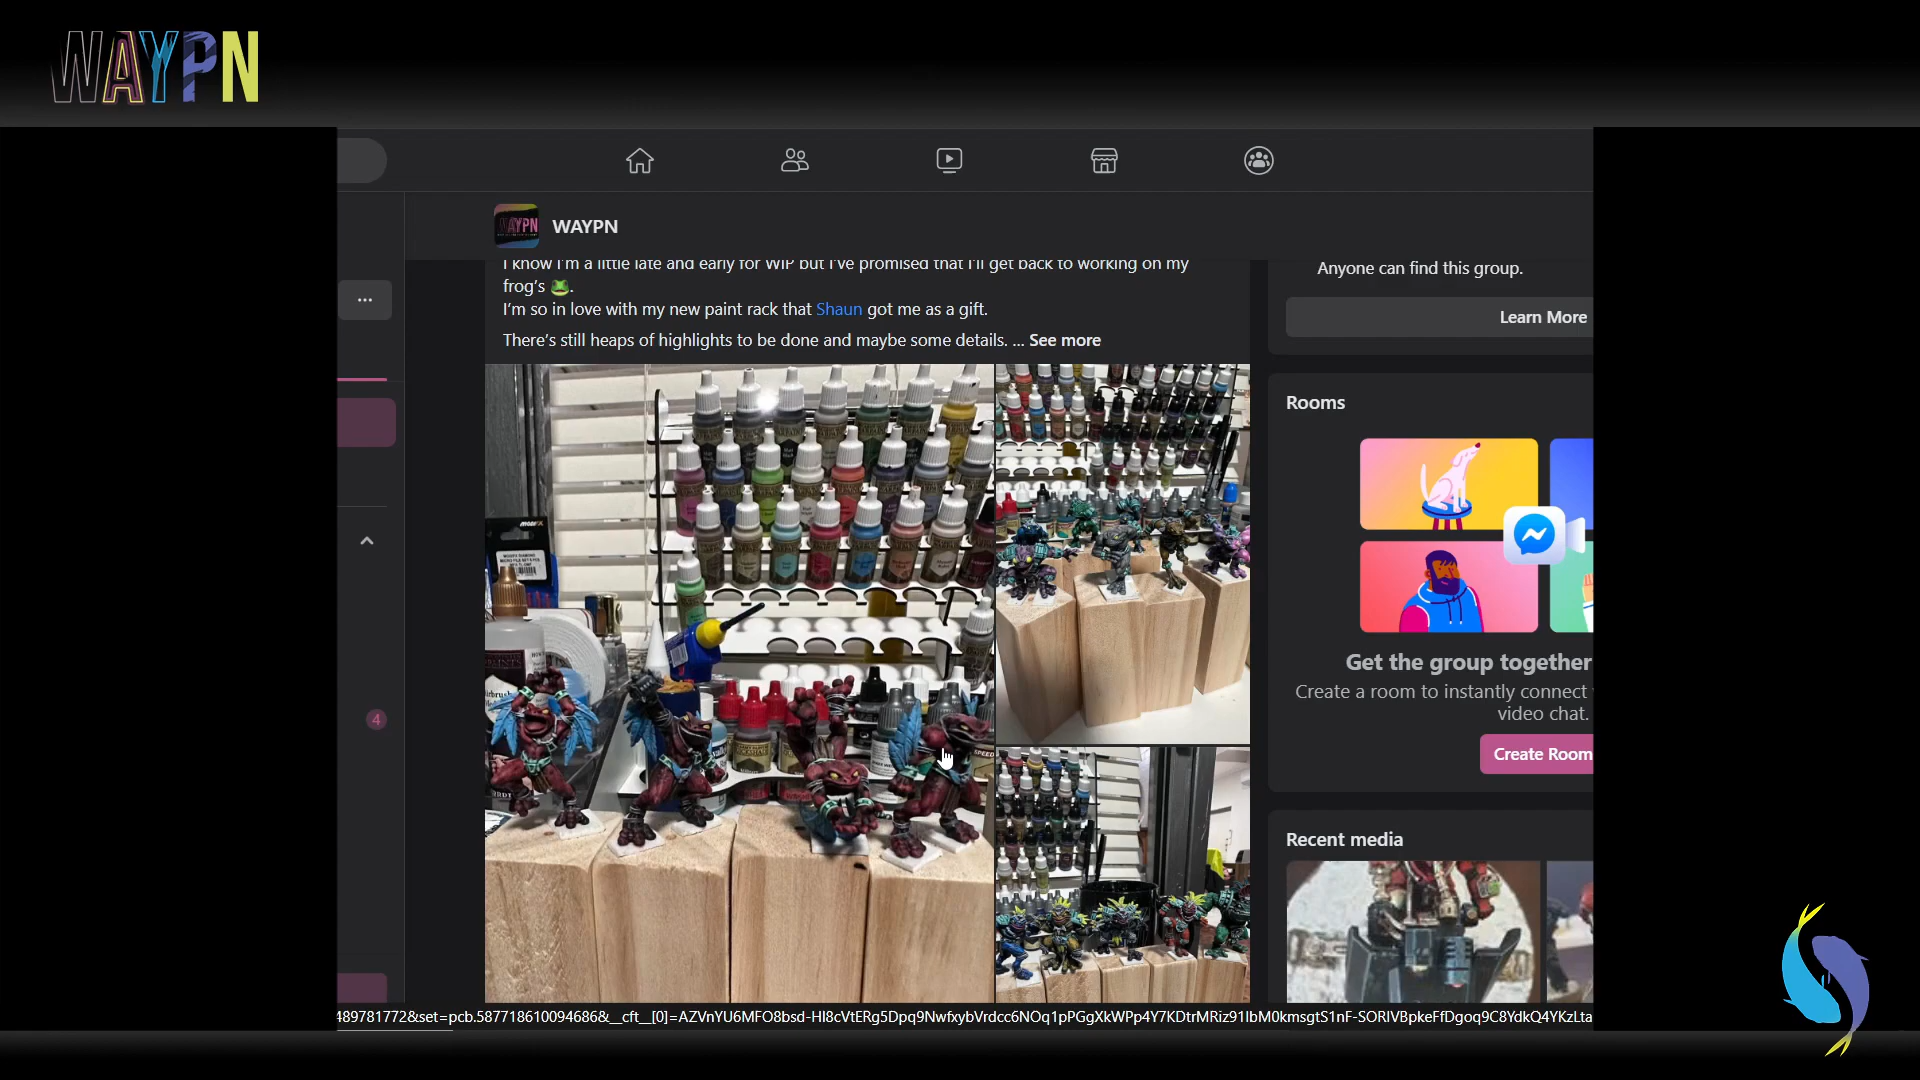 WAYPN
WAYPN
I know I'm a little late and early for WIP but I've promised that I'll get back to working on my
frog's 🐸.
I'm so in love with my new paint rack that Shaun got me as a gift.
There's still heaps of highlights to be done and maybe some details. ... See more
4
Anyone can find this group.
Learn More
Rooms
Get the group together
Create a room to instantly connect
video chat.
Create Room
Recent media
489781772&set=pcb.5877186100946 86&__cft__[0]=AZVnYU6MFO8bsd-HI8cVtERg5Dpq9NwfxybVrdcc6NOq1pPGgXkWPp4Y7KDtrMRiz91IbM0kmsgtS1nF-SORIVBpkeFfDgoq9C8YdkQ4YKzLta